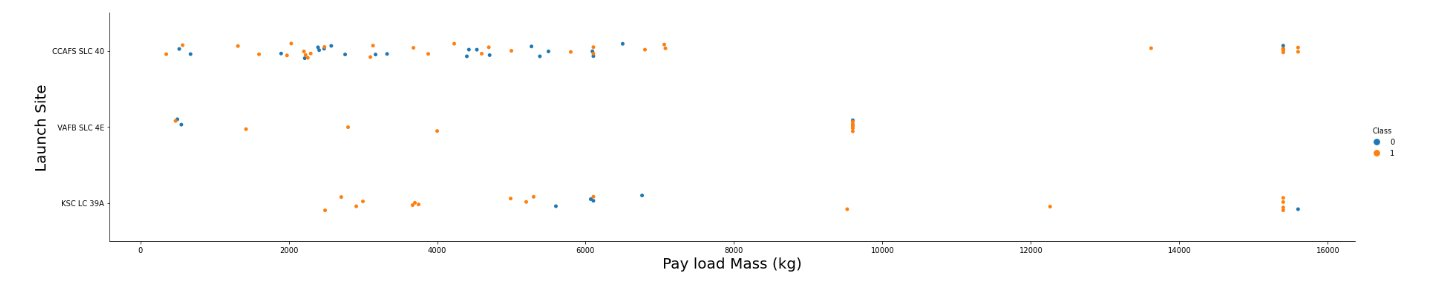 Launch Site
CCAFS SLC 40
VAFB SLC 4E
KSC LC 39A
0 2000 4000 6000 8000 10000 12000 14000 16000
Pay load Mass (kg)
Class
0
1